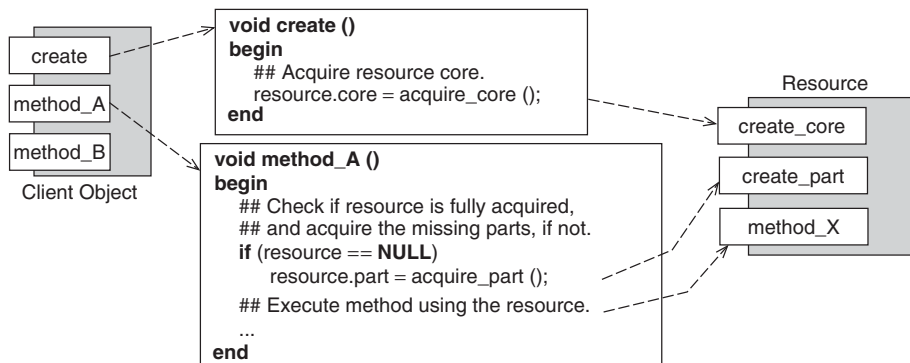 create
method_A
method_B
Client Object
void create ()
begin
## Acquire resource core.
resource.core = acquire_core ();
end
void method_A ()
begin
## Check if resource is fully acquired,
## and acquire the missing parts, if not.
if (resource == NULL)
resource.part = acquire_part ();
## Execute method using the resource.
...
end
Resource
create_core
create_part
method_X